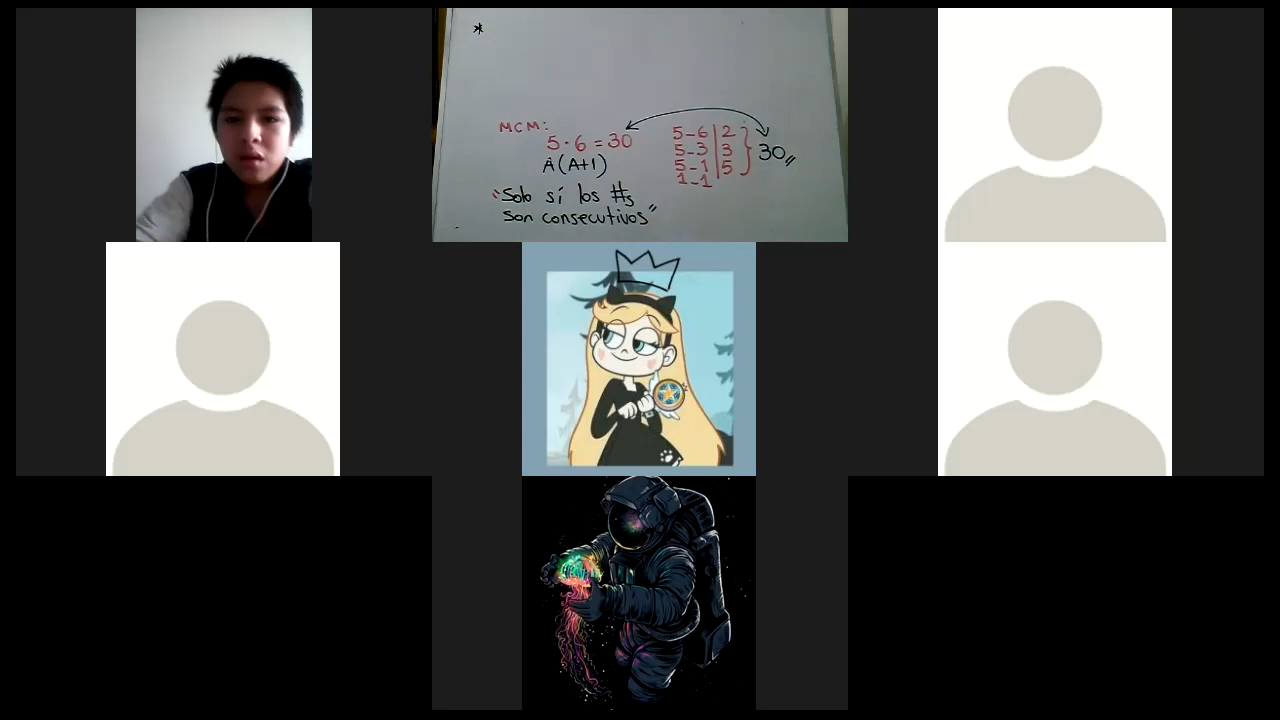 *
MCM:
5·6=30
A(A+1)
"Solo sí los #s
son consecutivos"
5-6|2
5-3|3
5-1|5
1-1
30